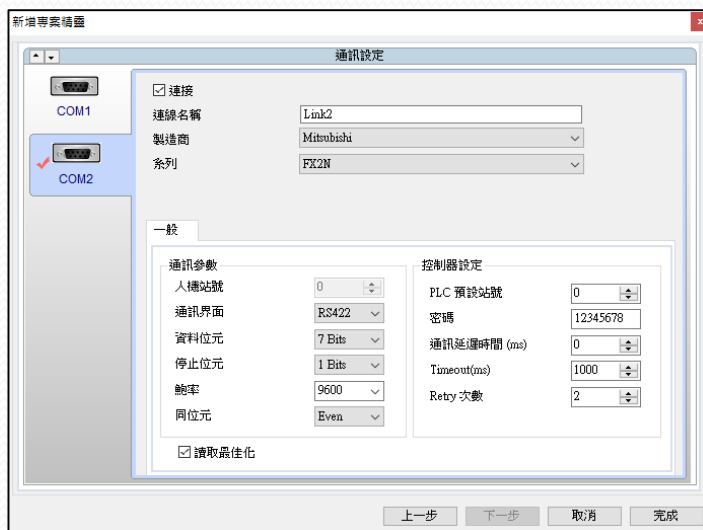 新增專案精靈
x
通訊設定
COM1
COM2
連接
連線名稱 Link2
製造商 Mitsubishi
系列 FX2N
一般
通訊參數
人機站號 0
通訊界面 RS422
資料位元 7 Bits
停止位元 1 Bits
鮑率 9600
同位元 Even
讀取最佳化
控制器設定
PLC 預設站號 0
密碼 12345678
通訊延遲時間 (ms) 0
Timeout(ms) 1000
Retry 次數 2
上一步 下一步 取消 完成